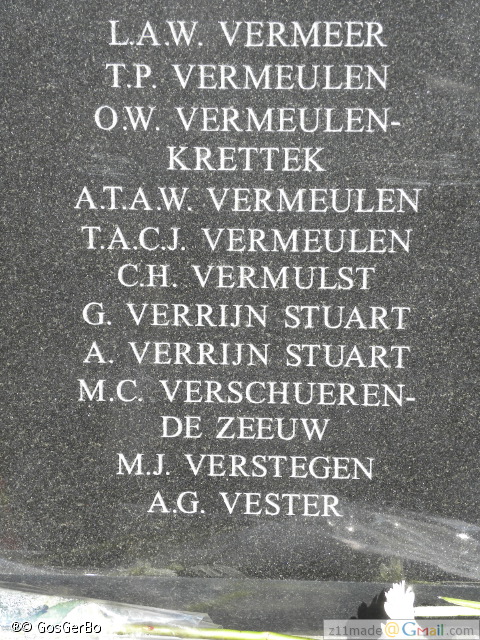 L.A.W. VERMEER
T.P. VERMEULEN
O.W. VERMEULEN-
KRETTEK
A.T.A.W. VERMEULEN
T.A.C.J. VERMEULEN
C.H. VERMULST
G. VERRIJN STUART
A. VERRIJN STUART
M.C. VERSCHUEREN-
DE ZEEUW
M.J. VERSTEGEN
A.G. VESTER
®© GosGerBo
z11made@Gmail.com